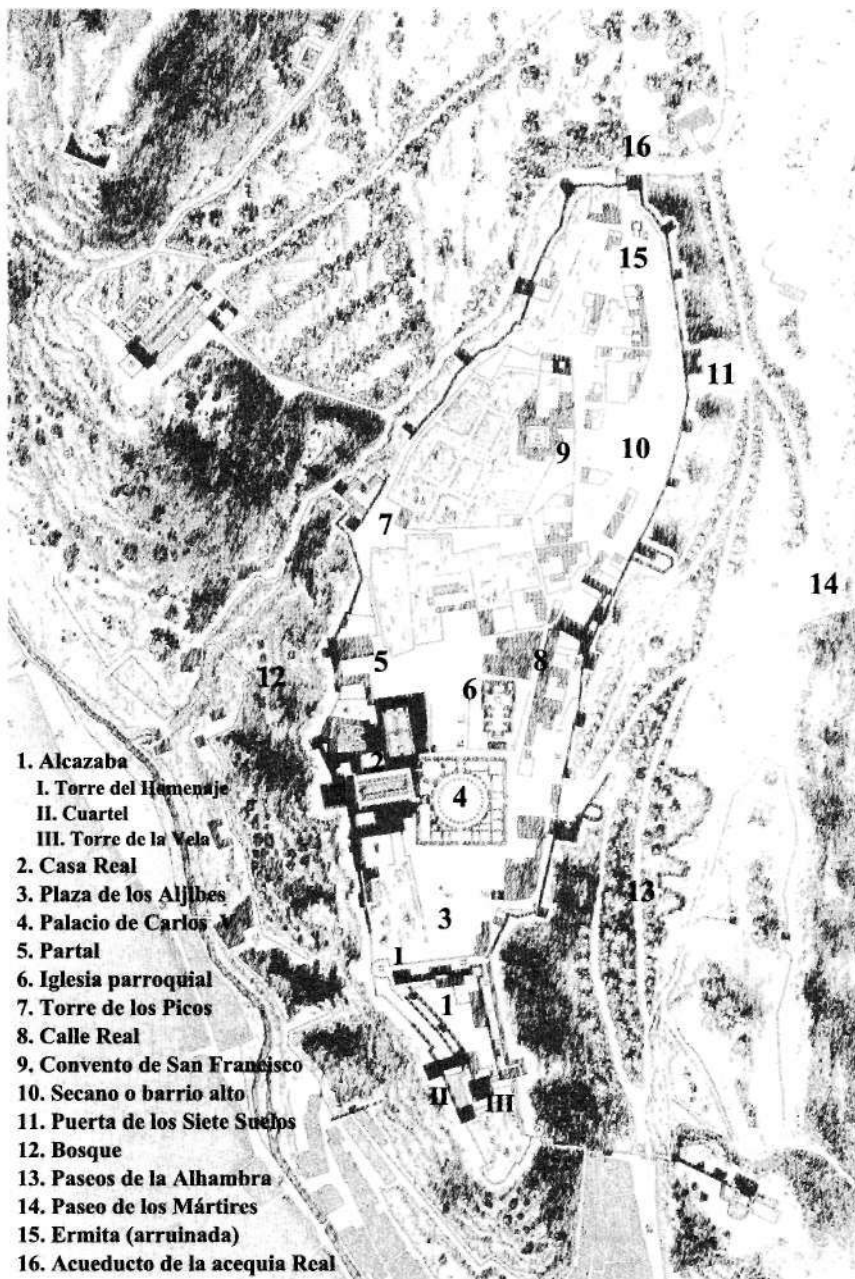 16
15
11
10
9
7
14
8
5
12
6
2
4
13
3
I
1
II
III
1. Alcazaba
I. Torre del Homenaje
II. Cuartel
III. Torre de la Vela
2. Casa Real
3. Plaza de los Aljibes
4. Palacio de Carlos V
5. Partal
6. Iglesia parroquial
7. Torre de los Picos
8. Calle Real
9. Convento de San Francisco
10. Secano o barrio alto
11. Puerta de los Siete Suelos
12. Bosque
13. Paseos de la Alhambra
14. Paseo de los Mártires
15. Ermita (arruinada)
16. Acueducto de la acequia Real